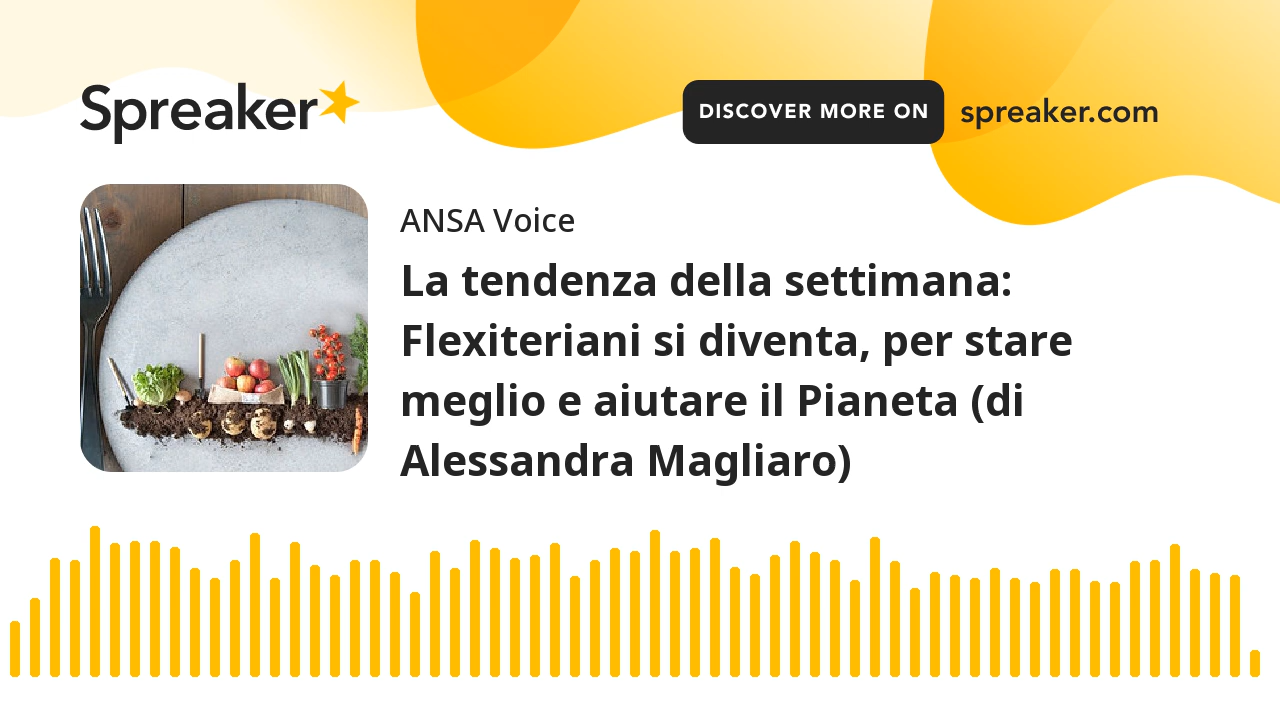 Spreaker
DISCOVER MORE ON
spreaker.com
ANSA Voice
La tendenza della settimana:
Flexiteriani si diventa, per stare
meglio e aiutare il Pianeta (di
Alessandra Magliaro)